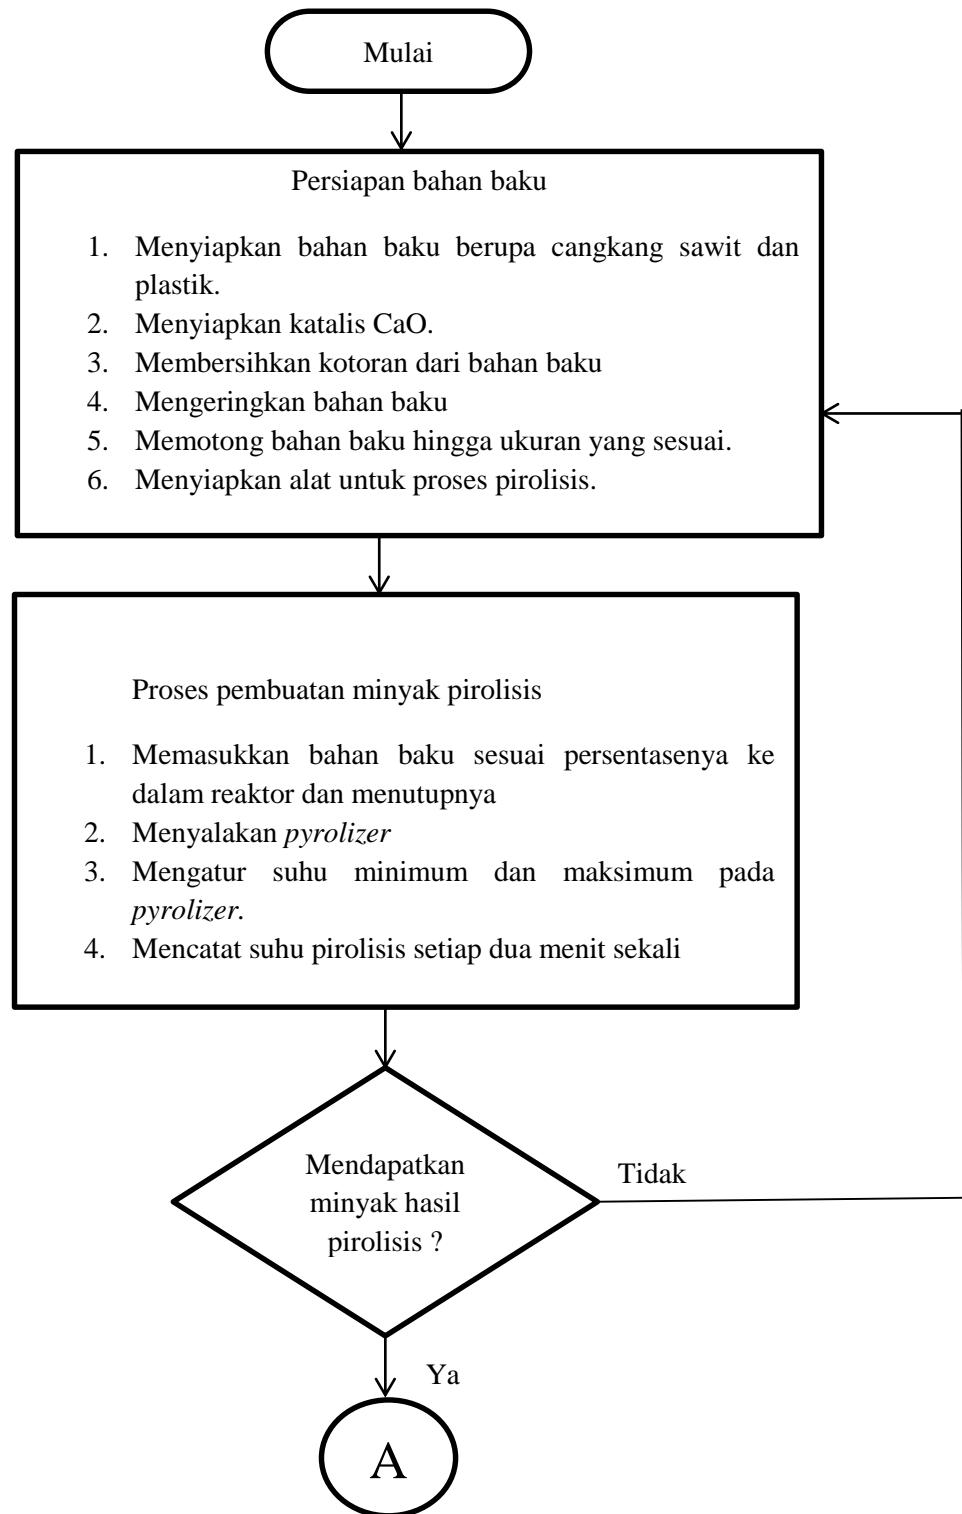 Mulai
Persiapan bahan baku
1. Menyiapkan bahan baku berupa cangkang sawit dan
plastik.
2. Menyiapkan katalis CaO.
3. Membersihkan kotoran dari bahan baku
4. Mengeringkan bahan baku
5. Memotong bahan baku hingga ukuran yang sesuai.
6. Menyiapkan alat untuk proses pirolisis.
Proses pembuatan minyak pirolisis
1. Memasukkan bahan baku sesuai persentasenya ke
dalam reaktor dan menutupnya
2. Menyalakan pyrolizer
3. Mengatur suhu minimum dan maksimum pada
pyrolizer.
4. Mencatat suhu pirolisis setiap dua menit sekali
Mendapatkan
minyak hasil
pirolisis ?
Tidak
Ya
A